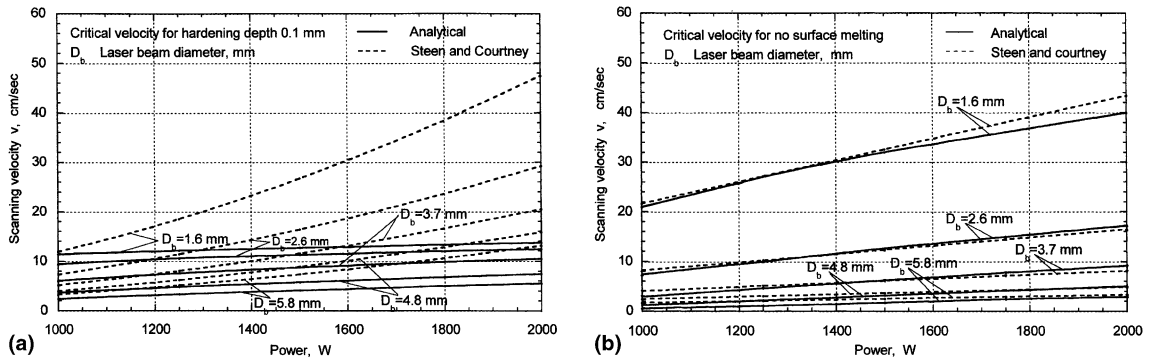 Critical velocity for hardening depth 0.1 mm
D_b Laser beam diameter, mm
Analytical
Steen and Courtney
Scanning velocity v, cm/sec
60
50
40
30
20
10
0
D_b=1.6 mm
D_b=2.6 mm
D_b=3.7 mm
D_b=5.8 mm
D_b=4.8 mm
1000
1200
1400
1600
1800
2000
Power, W
(a)
Critical velocity for no surface melting
D_b Laser beam diameter, mm
Analytical
Steen and courtney
Scanning velocity v, cm/sec
60
50
40
30
20
10
0
D_b=1.6 mm
D_b=2.6 mm
D_b=3.7 mm
D_b=4.8 mm
D_b=5.8 mm
1000
1200
1400
1600
1800
2000
Power, W
(b)